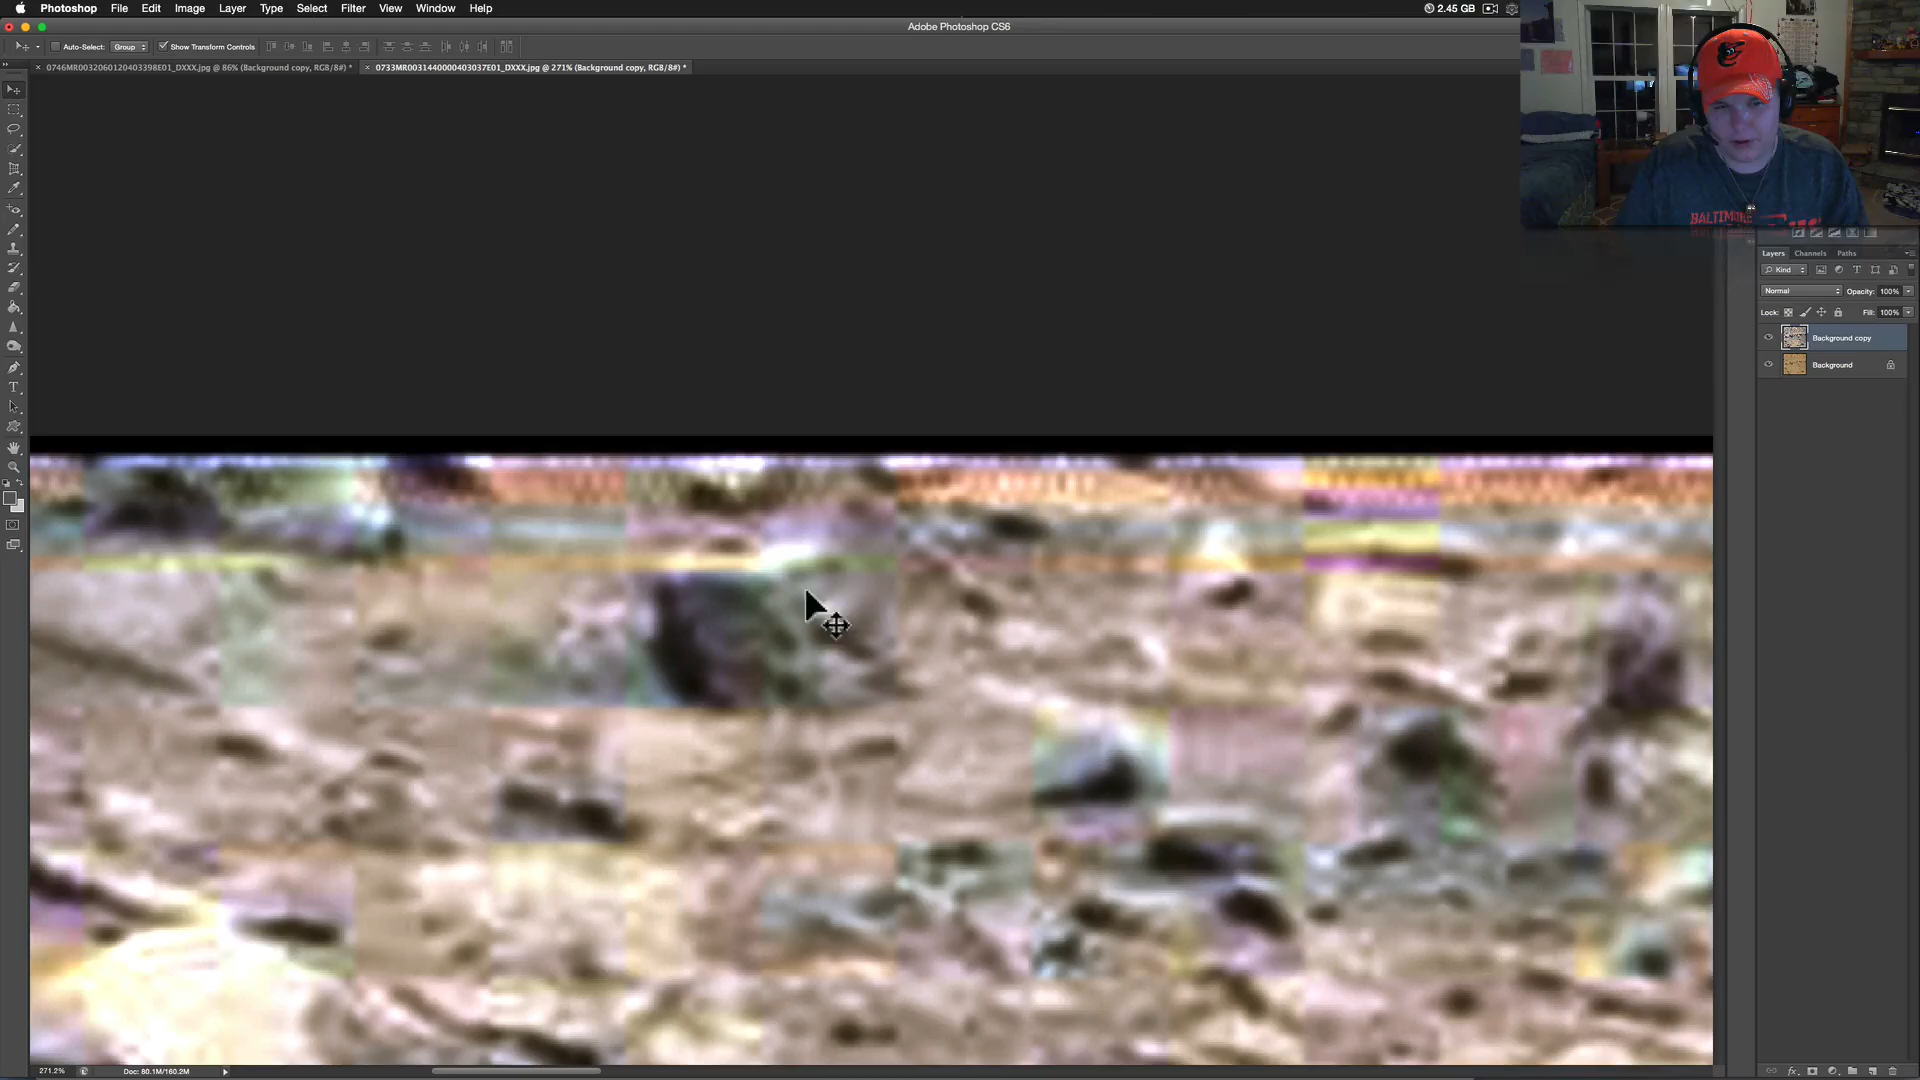 Photoshop File Edit Image Layer Type Select Filter View Window Help 2.45 GB
Adobe Photoshop CS6
Auto-Select: Group Show Transform Controls
× 0746MR0032060120403398E01_DXXX.jpg @ 86% (Background copy, RGB/8#) * × 0733MR0031440000403037E01_DXXX.jpg @ 271% (Background copy, RGB/8#) *
BALTIMORE
Layers Channels Paths
Kind
Normal Opacity: 100%
Lock: Fill: 100%
Background copy
Background
271.2% Doc: 80.1M/160.2M